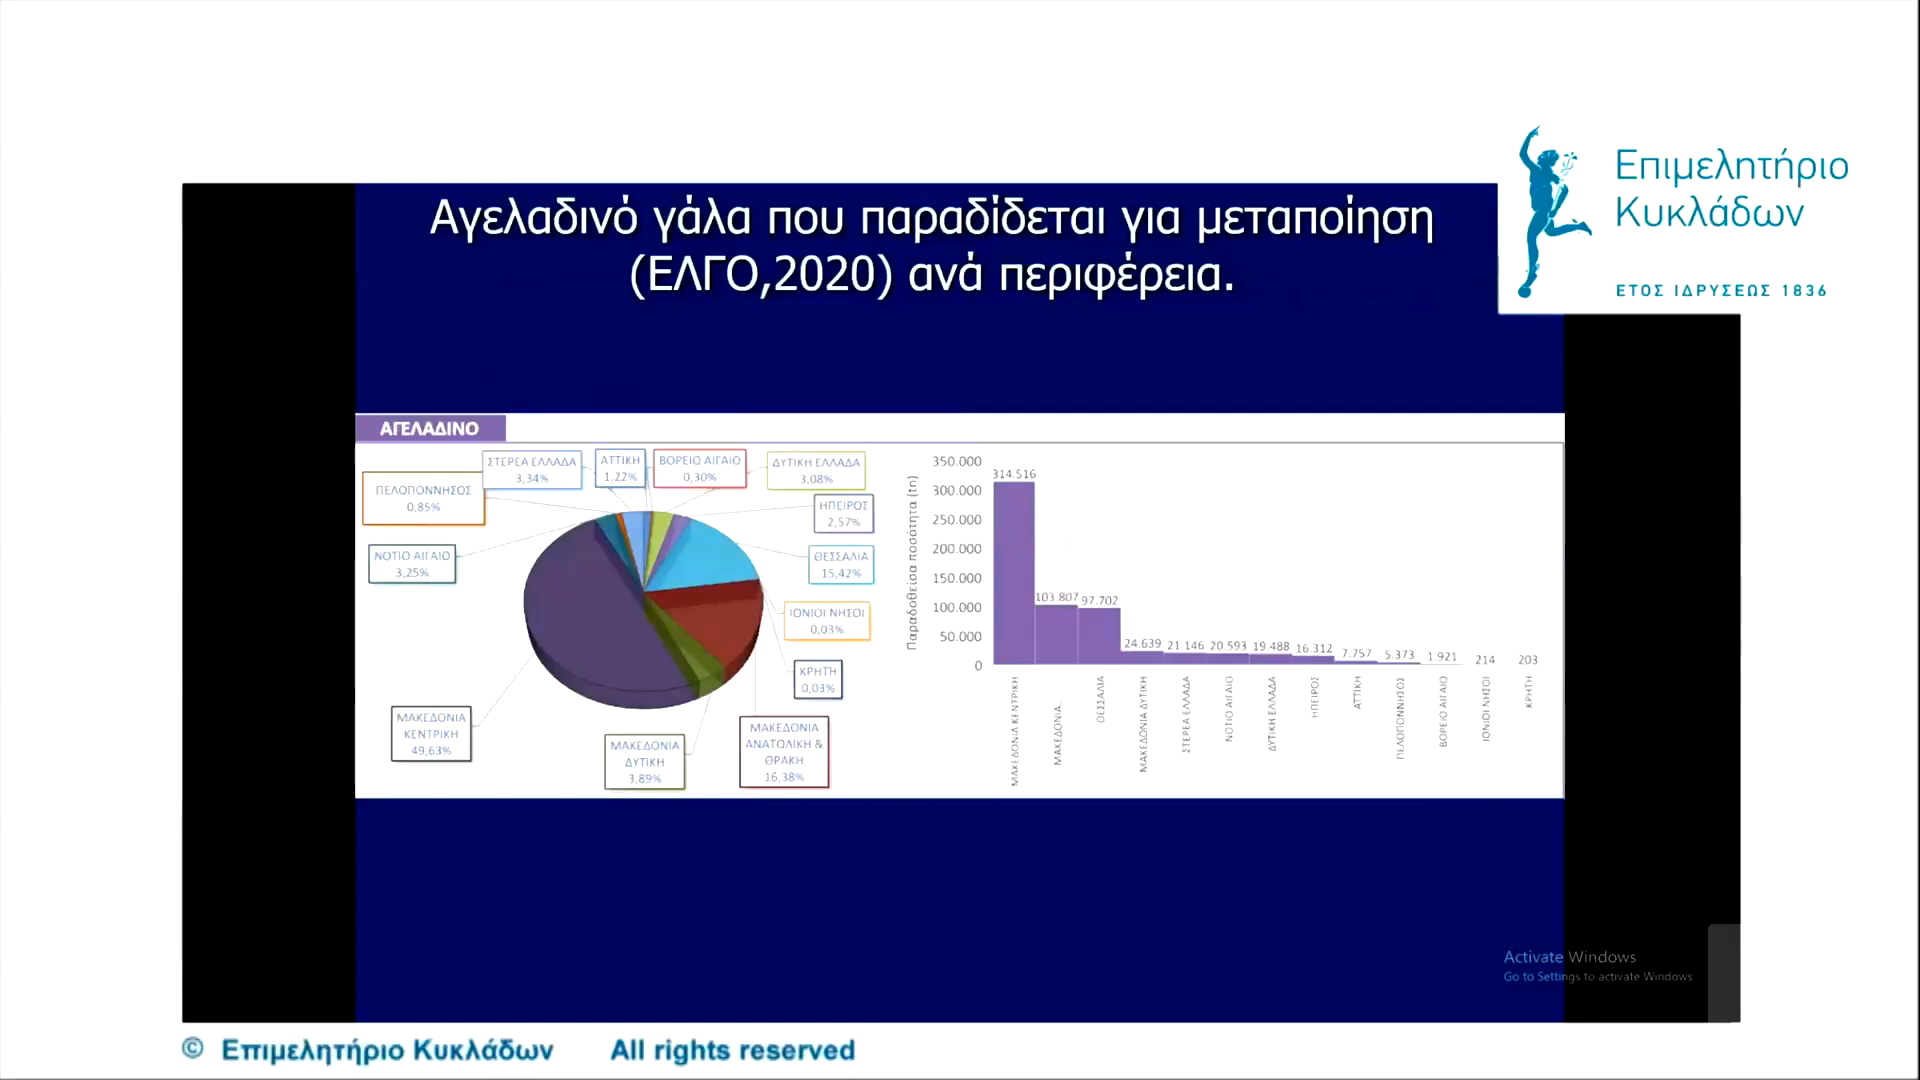 Επιμελητήριο
Κυκλάδων
ΕΤΟΣ ΙΔΡΥΣΕΩΣ 1836
Αγελαδινό γάλα που παραδίδεται για μεταποίηση
(ΕΛΓΟ,2020) ανά περιφέρεια.
ΑΓΕΛΑΔΙΝΟ
ΣΤΕΡΕΑ ΕΛΛΑΔΑ
3,34%
ΑΤΤΙΚΗ
1,22%
ΒΟΡΕΙΟ ΑΙΓΑΙΟ
0,30%
ΔΥΤΙΚΗ ΕΛΛΑΔΑ
3,08%
ΠΕΛΟΠΟΝΝΗΣΟΣ
0,85%
ΗΠΕΙΡΟΣ
2,57%
ΝΟΤΙΟ ΑΙΓΑΙΟ
3,25%
ΘΕΣΣΑΛΙΑ
15,42%
ΙΟΝΙΟΙ ΝΗΣΟΙ
0,03%
ΚΡΗΤΗ
0,03%
ΜΑΚΕΔΟΝΙΑ
ΚΕΝΤΡΙΚΗ
49,63%
ΜΑΚΕΔΟΝΙΑ
ΔΥΤΙΚΗ
3,89%
ΜΑΚΕΔΟΝΙΑ
ΑΝΑΤΟΛΙΚΗ &
ΘΡΑΚΗ
16,38%
Παραδοθείσα ποσότητα (tn)
350.000
300.000
250.000
200.000
150.000
100.000
50.000
0
314.516
103.807
97.702
24.639
21.146
20.593
19.488
16.312
7.757
5.373
1.921
214
203
ΜΑΚΕΔΟΝΙΑ ΚΕΝΤΡΙΚΗ
ΜΑΚΕΔΟΝΙΑ...
ΘΕΣΣΑΛΙΑ
ΜΑΚΕΔΟΝΙΑ ΔΥΤΙΚΗ
ΣΤΕΡΕΑ ΕΛΛΑΔΑ
ΝΟΤΙΟ ΑΙΓΑΙΟ
ΔΥΤΙΚΗ ΕΛΛΑΔΑ
ΗΠΕΙΡΟΣ
ΑΤΤΙΚΗ
ΠΕΛΟΠΟΝΝΗΣΟΣ
ΒΟΡΕΙΟ ΑΙΓΑΙΟ
ΙΟΝΙΟΙ ΝΗΣΟΙ
ΚΡΗΤΗ
Activate Windows
Go to Settings to activate Windows
© Επιμελητήριο Κυκλάδων All rights reserved